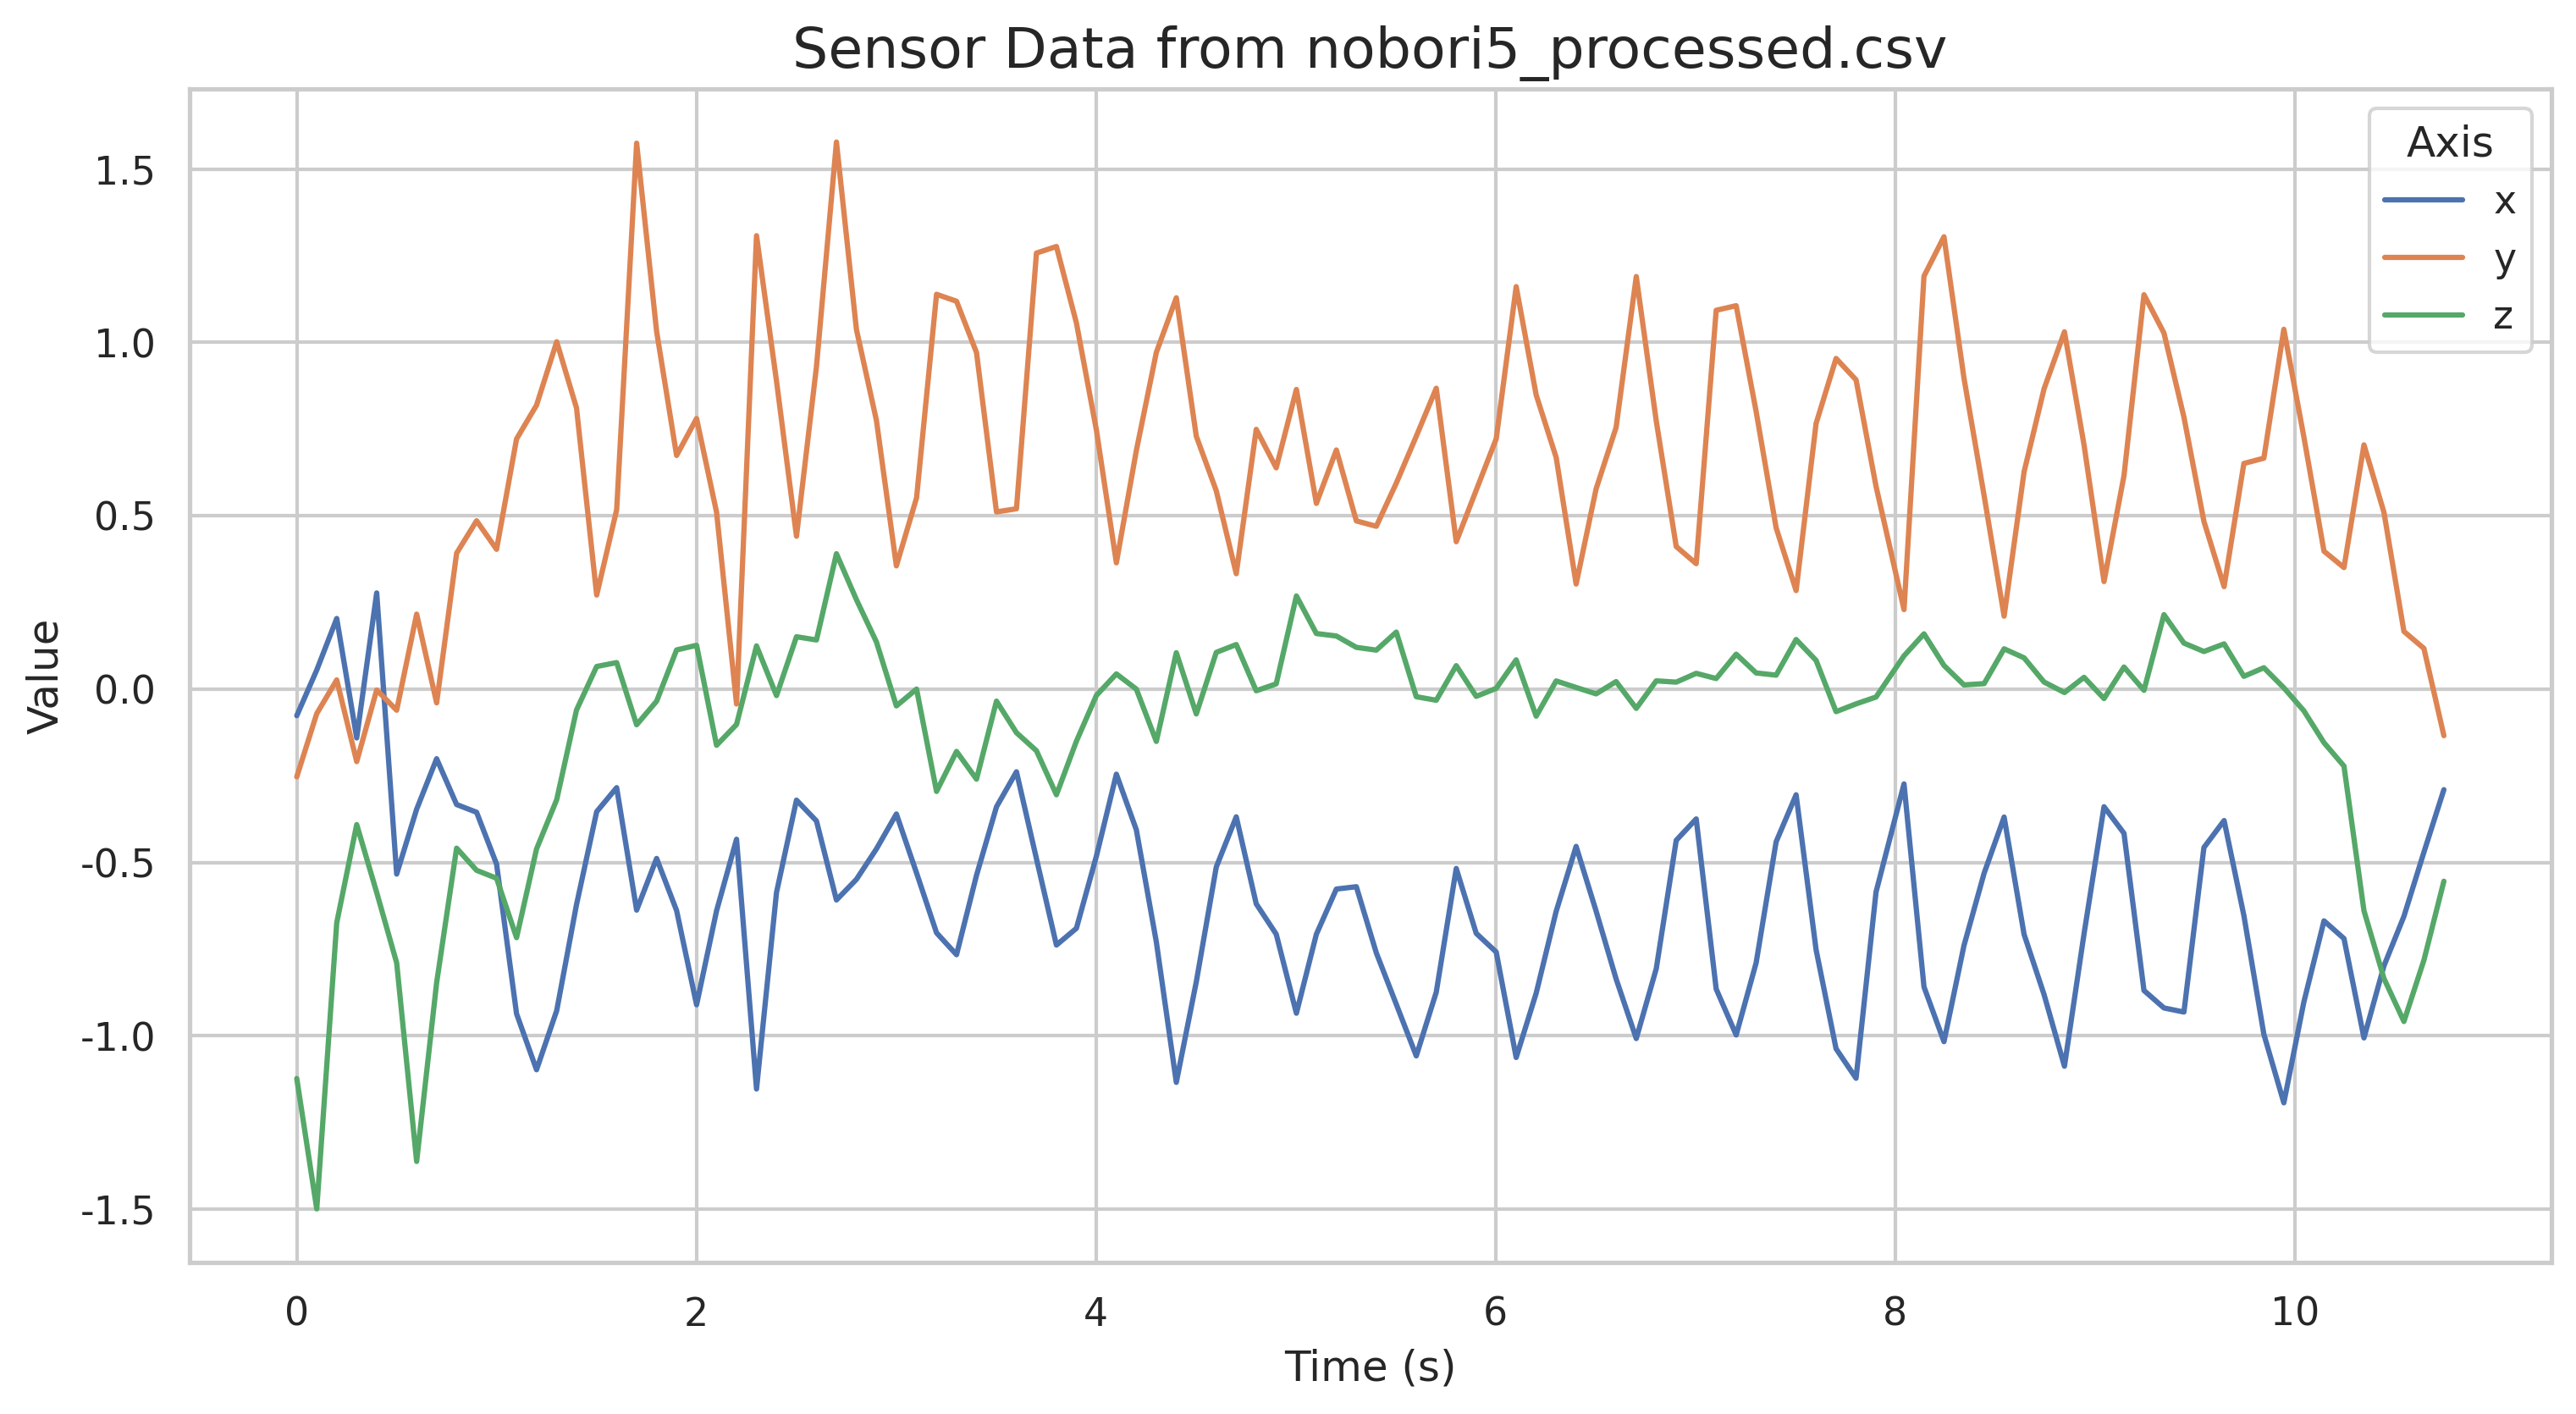 Sensor Data from nobori5_processed.csv
Axis
x
y
z
1.5
1.0
0.5
0.0
-0.5
-1.0
-1.5
Value
0 2 4 6 8 10
Time (s)